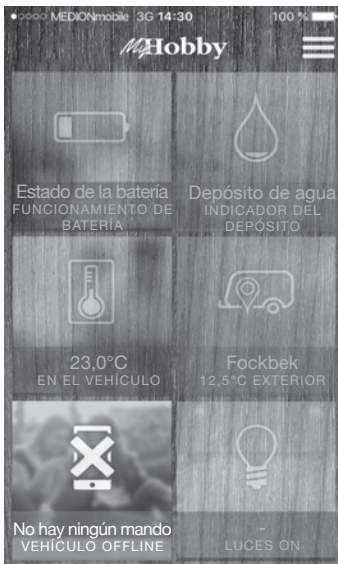 MEDIONmobile 3G 14:30 100 %
MyHobby
Estado de la batería
FUNCIONAMIENTO DE
BATERÍA
Depósito de agua
INDICADOR DEL
DEPÓSITO
23,0°C
EN EL VEHÍCULO
Fockbek
12,5°C EXTERIOR
No hay ningún mando
VEHÍCULO OFFLINE
-
LUCES ON